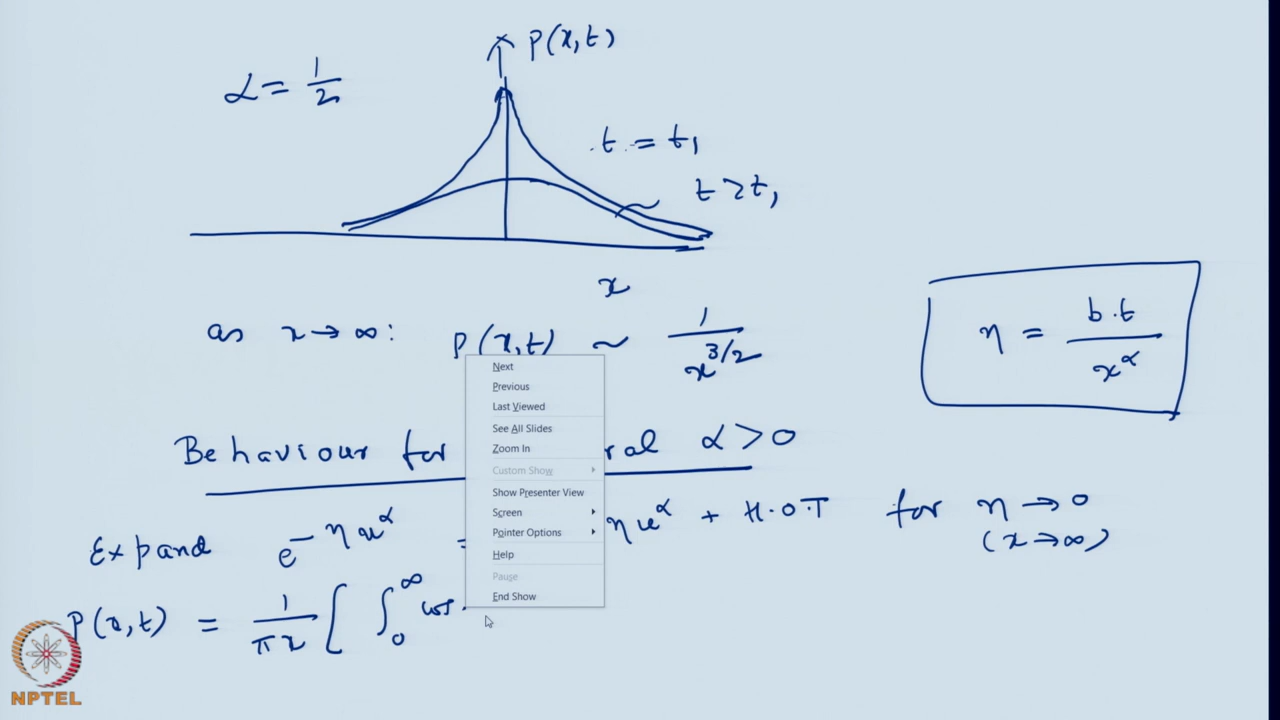 P(x,t)
α = 1/2
t = t₁
t > t₁
x
as x → ∞: P(x,t) ~ 1/x^{3/2}
η = b.t/x^α
Behaviour for ral α > 0
Expand e^{-ηu^α} = ηu^α + H.O.T for η → 0
(x → ∞)
P(x,t) = 1/πx [ ∫₀^∞ cos
Next
Previous
Last Viewed
See All Slides
Zoom In
Custom Show
Show Presenter View
Screen
Pointer Options
Help
Pause
End Show
NPTEL